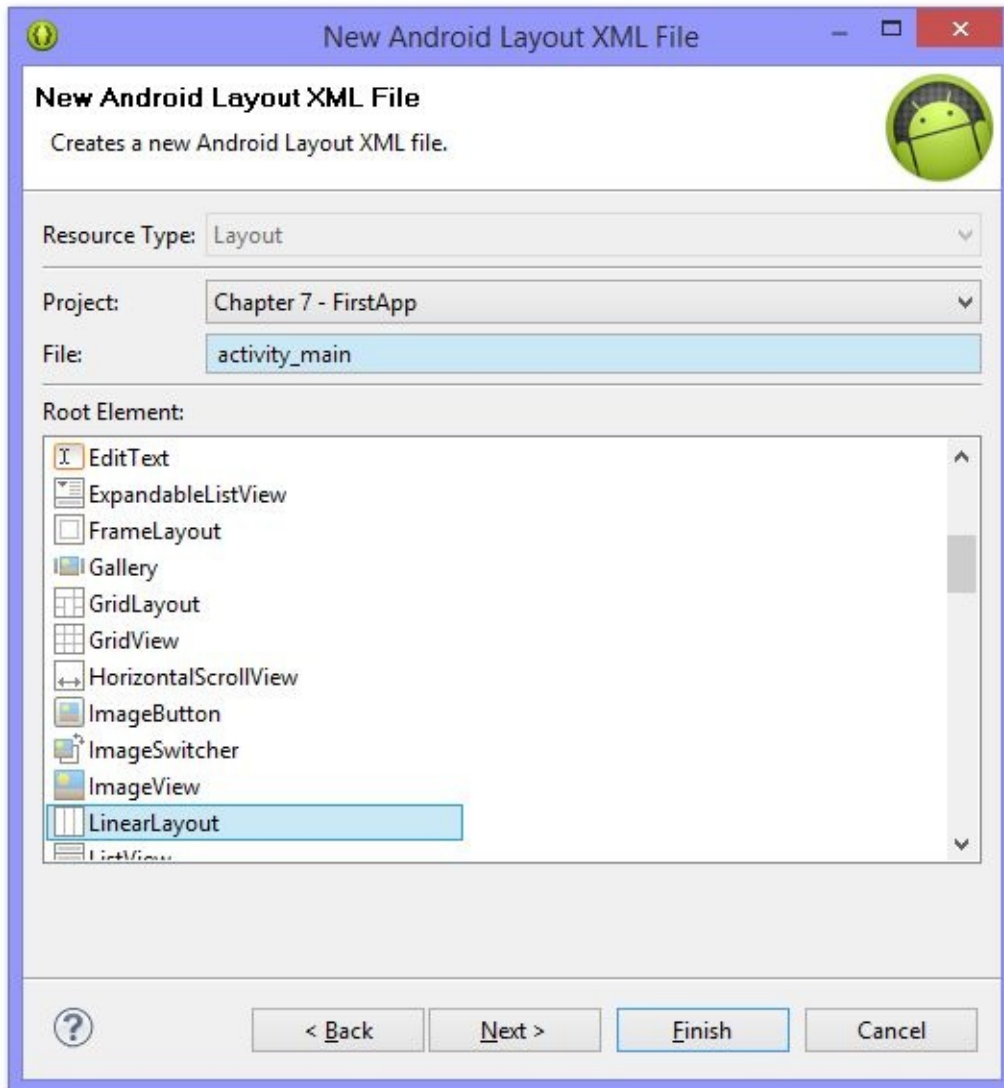 New Android Layout XML File
New Android Layout XML File
Creates a new Android Layout XML file.
Resource Type: Layout
Project: Chapter 7 - FirstApp
File: activity_main
Root Element:
EditText
ExpandableListView
FrameLayout
Gallery
GridLayout
GridView
HorizontalScrollView
ImageButton
ImageSwitcher
ImageView
LinearLayout
ListView
< Back Next > Finish Cancel